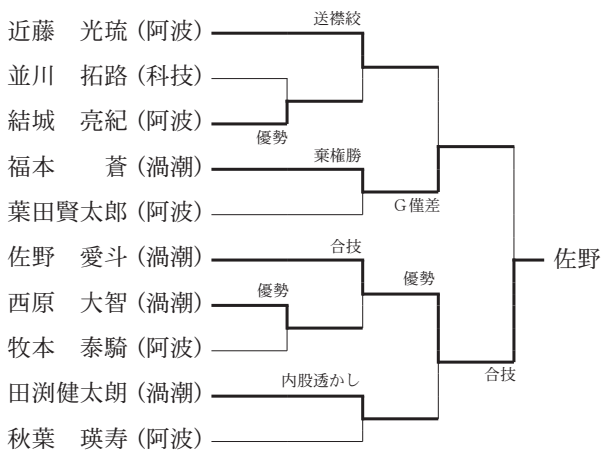 近藤　光琉 (阿波)
送襟絞
並川　拓路 (科技)
結城　亮紀 (阿波)
優勢
福本　　蒼 (渦潮)
棄権勝
葉田賢太郎 (阿波)
G僅差
佐野　愛斗 (渦潮)
合技
佐野
西原　大智 (渦潮)
優勢
優勢
牧本　泰騎 (阿波)
合技
田渕健太朗 (渦潮)
内股透かし
秋葉　瑛寿 (阿波)